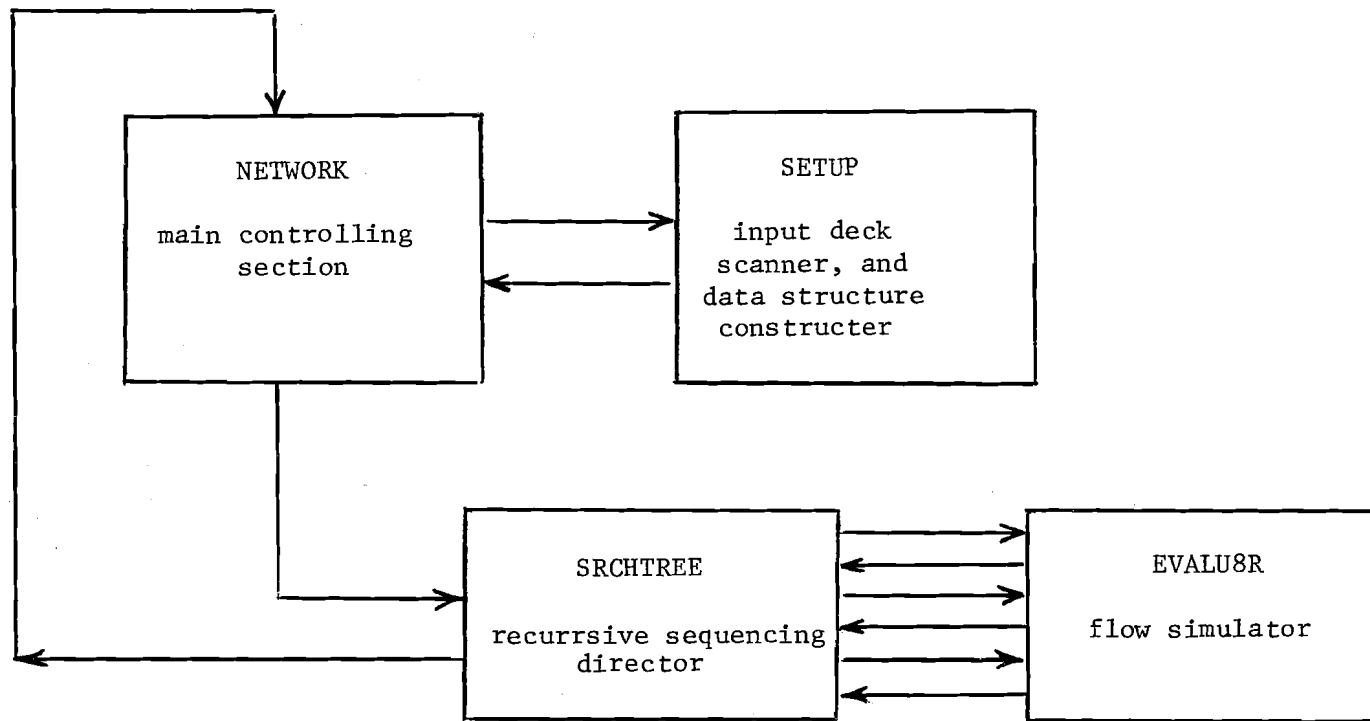 NETWORK
main controlling
section
SETUP
input deck
scanner, and
data structure
constructer
SRCHTREE
recurrsive sequencing
director
EVALU8R
flow simulator